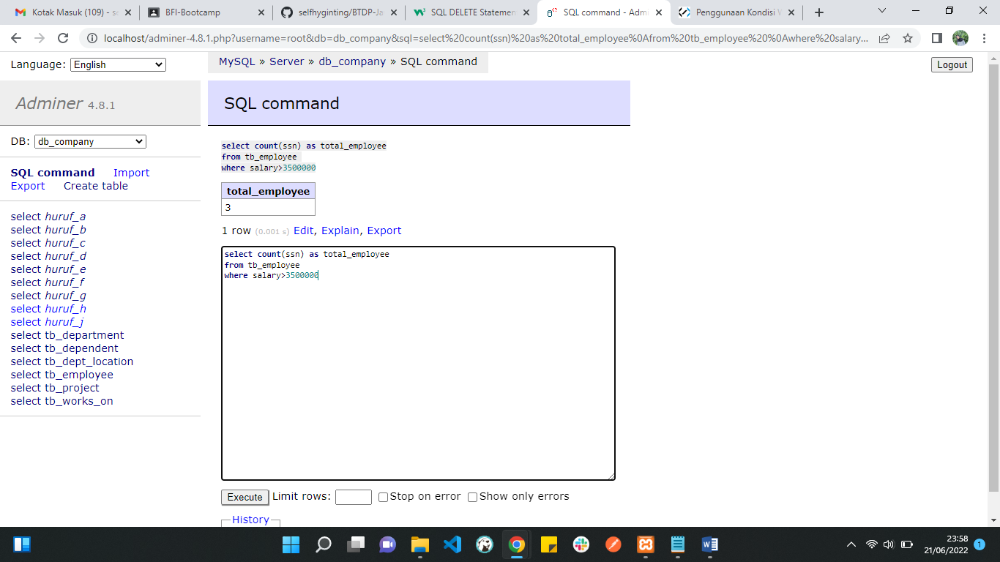 Kotak Masuk (109) - se
BFI-Bootcamp
selfhyginting/BTDP-Ja
SQL DELETE Statement
SQL command - Admi
Penggunaan Kondisi W
localhost/adminer-4.8.1.php?username=root&db=db_company&sql=select%20count(ssn)%20as%20total_employee%0Afrom%20tb_employee%20%0Awhere%20salary...
Language: English
MySQL » Server » db_company » SQL command
Logout
Adminer 4.8.1
SQL command
DB: db_company
SQL command Import
Export Create table
select huruf_a
select huruf_b
select huruf_c
select huruf_d
select huruf_e
select huruf_f
select huruf_g
select huruf_h
select huruf_j
select tb_department
select tb_dependent
select tb_dept_location
select tb_employee
select tb_project
select tb_works_on
select count(ssn) as total_employee
from tb_employee
where salary>3500000
total_employee
3
1 row (0.001 s) Edit, Explain, Export
select count(ssn) as total_employee
from tb_employee
where salary>3500000
Execute Limit rows: Stop on error Show only errors
History
23:58
21/06/2022
1